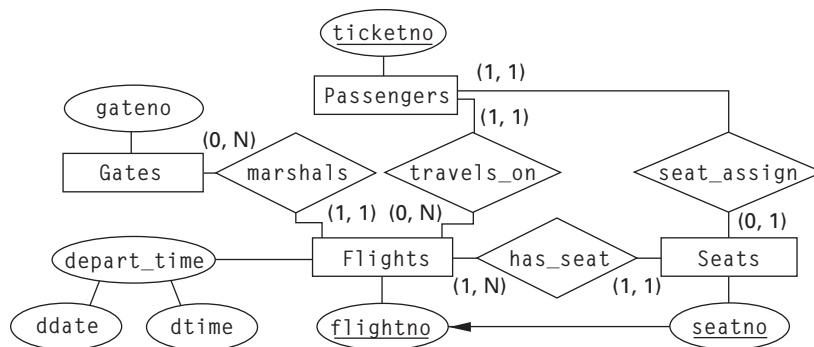 ticketno
(1, 1)
Passengers
gateno
(1, 1)
(0, N)
Gates
marshals
travels_on
seat_assign
(1, 1)
(0, N)
(0, 1)
depart_time
Flights
has_seat
Seats
(1, N)
(1, 1)
ddate
dtime
flightno
seatno